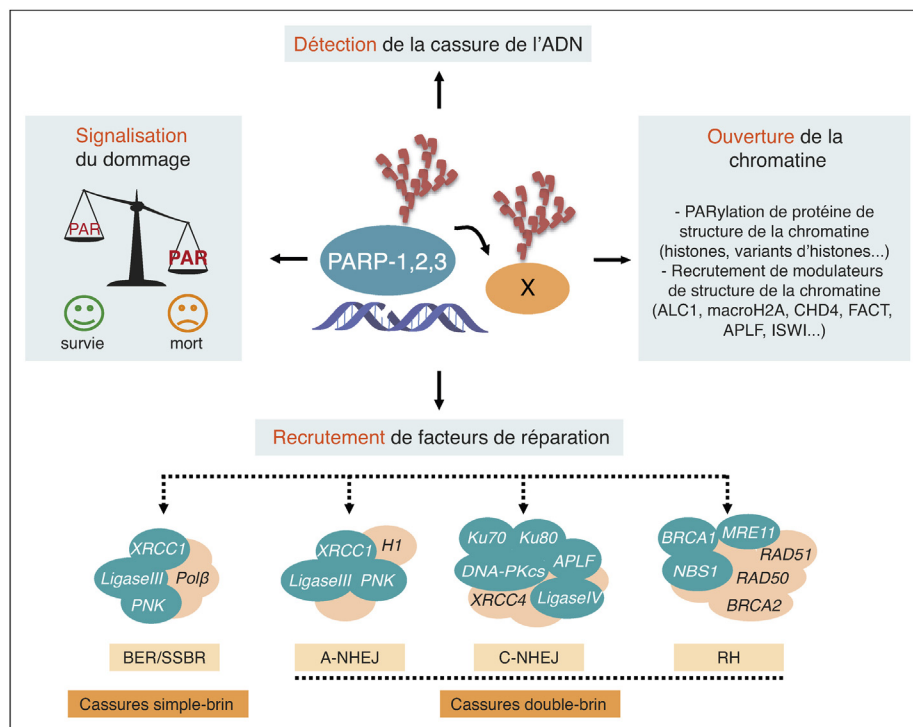 Détection de la cassure de l'ADN
Signalisation
du dommage
PAR
PAR
survie
mort
PARP-1,2,3
X
Ouverture de la
chromatine
- PARylation de protéine de
structure de la chromatine
(histones, variants d'histones...)
- Recrutement de modulateurs
de structure de la chromatine
(ALC1, macroH2A, CHD4, FACT,
APLF, ISWI...)
Recrutement de facteurs de réparation
XRCC1
LigaseIII
Polβ
PNK
BER/SSBR
H1
XRCC1
LigaseIII
PNK
A-NHEJ
Ku70
Ku80
DNA-PKcs
APLF
XRCC4
LigaseIV
C-NHEJ
BRCA1
MRE11
RAD51
NBS1
RAD50
BRCA2
RH
Cassures simple-brin
Cassures double-brin